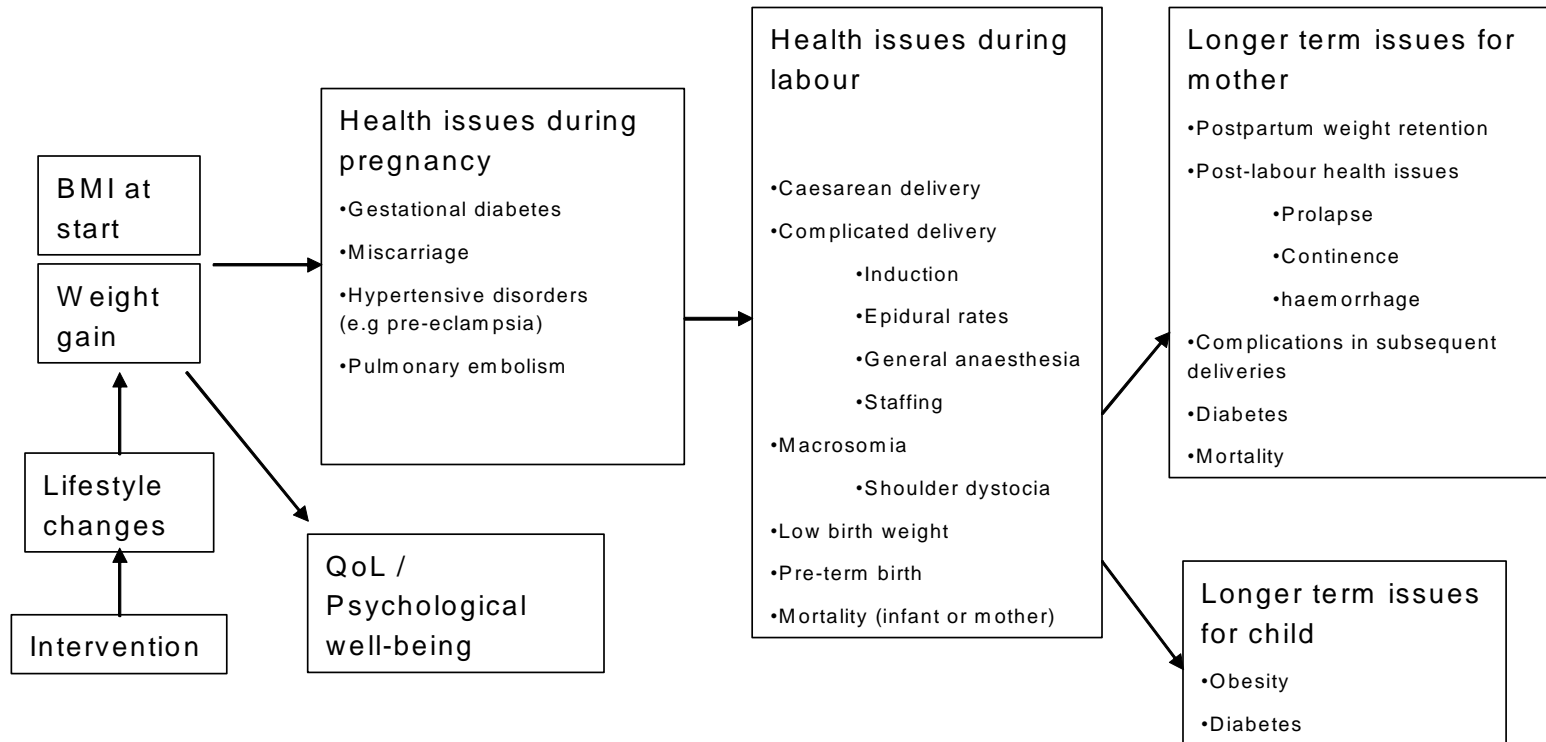 BMI at
start
Weight
gain
Lifestyle
changes
Intervention
Health issues during
pregnancy
•Gestational diabetes
•Miscarriage
•Hypertensive disorders
(e.g pre-eclampsia)
•Pulmonary embolism
QoL /
Psychological
well-being
Health issues during
labour
•Caesarean delivery
•Complicated delivery
•Induction
•Epidural rates
•General anaesthesia
•Staffing
•Macrosomia
•Shoulder dystocia
•Low birth weight
•Pre-term birth
•Mortality (infant or mother)
Longer term issues for
mother
•Postpartum weight retention
•Post-labour health issues
•Prolapse
•Continence
•haemorrhage
•Complications in subsequent
deliveries
•Diabetes
•Mortality
Longer term issues
for child
•Obesity
•Diabetes